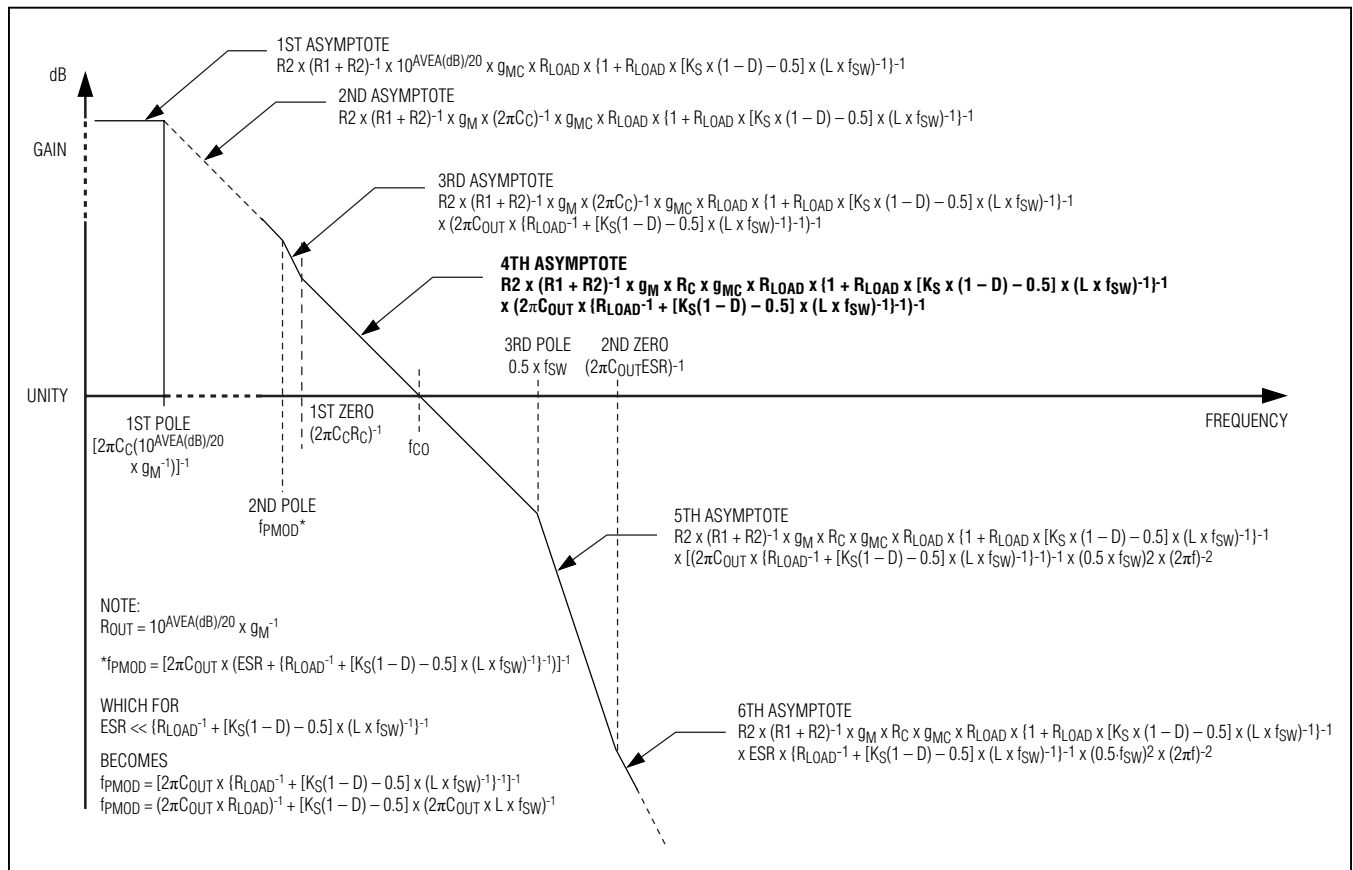 1ST ASYMPTOTE
R2 x (R1 + R2)⁻¹ x 10^AVEA(dB)/20 x gMC x RLOAD x {1 + RLOAD x [KS x (1 – D) – 0.5] x (L x fSW)⁻¹}⁻¹
dB
2ND ASYMPTOTE
R2 x (R1 + R2)⁻¹ x gM x (2πCC)⁻¹ x gMC x RLOAD x {1 + RLOAD x [KS x (1 – D) – 0.5] x (L x fSW)⁻¹}⁻¹
GAIN
3RD ASYMPTOTE
R2 x (R1 + R2)⁻¹ x gM x (2πCC)⁻¹ x gMC x RLOAD x {1 + RLOAD x [KS x (1 – D) – 0.5] x (L x fSW)⁻¹}⁻¹
x (2πCOUT x {RLOAD⁻¹ + [KS(1 – D) – 0.5] x (L x fSW)⁻¹}⁻¹)⁻¹
4TH ASYMPTOTE
R2 x (R1 + R2)⁻¹ x gM x RC x gMC x RLOAD x {1 + RLOAD x [KS x (1 – D) – 0.5] x (L x fSW)⁻¹}⁻¹
x (2πCOUT x {RLOAD⁻¹ + [KS(1 – D) – 0.5] x (L x fSW)⁻¹}⁻¹)⁻¹
3RD POLE
0.5 x fSW
2ND ZERO
(2πCOUTESR)⁻¹
UNITY
FREQUENCY
1ST POLE
[2πCC(10^AVEA(dB)/20
x gM⁻¹)]⁻¹
1ST ZERO
(2πCCRC)⁻¹
fCO
2ND POLE
fPMOD*
5TH ASYMPTOTE
R2 x (R1 + R2)⁻¹ x gM x RC x gMC x RLOAD x {1 + RLOAD x [KS x (1 – D) – 0.5] x (L x fSW)⁻¹}⁻¹
x [(2πCOUT x {RLOAD⁻¹ + [KS(1 – D) – 0.5] x (L x fSW)⁻¹}⁻¹)⁻¹ x (0.5 x fSW)² x (2πf)⁻²
NOTE:
ROUT = 10^AVEA(dB)/20 x gM⁻¹
*fPMOD = [2πCOUT x (ESR + {RLOAD⁻¹ + [KS(1 – D) – 0.5] x (L x fSW)⁻¹}⁻¹)]⁻¹
WHICH FOR
ESR << {RLOAD⁻¹ + [KS(1 – D) – 0.5] x (L x fSW)⁻¹}⁻¹
BECOMES
fPMOD = [2πCOUT x {RLOAD⁻¹ + [KS(1 – D) – 0.5] x (L x fSW)⁻¹}⁻¹]⁻¹
fPMOD = (2πCOUT x RLOAD)⁻¹ + [KS(1 – D) – 0.5] x (2πCOUT x L x fSW)⁻¹
6TH ASYMPTOTE
R2 x (R1 + R2)⁻¹ x gM x RC x gMC x RLOAD x {1 + RLOAD x [KS x (1 – D) – 0.5] x (L x fSW)⁻¹}⁻¹
x ESR x {RLOAD⁻¹ + [KS(1 – D) – 0.5] x (L x fSW)⁻¹}⁻¹ x (0.5·fSW)² x (2πf)⁻²